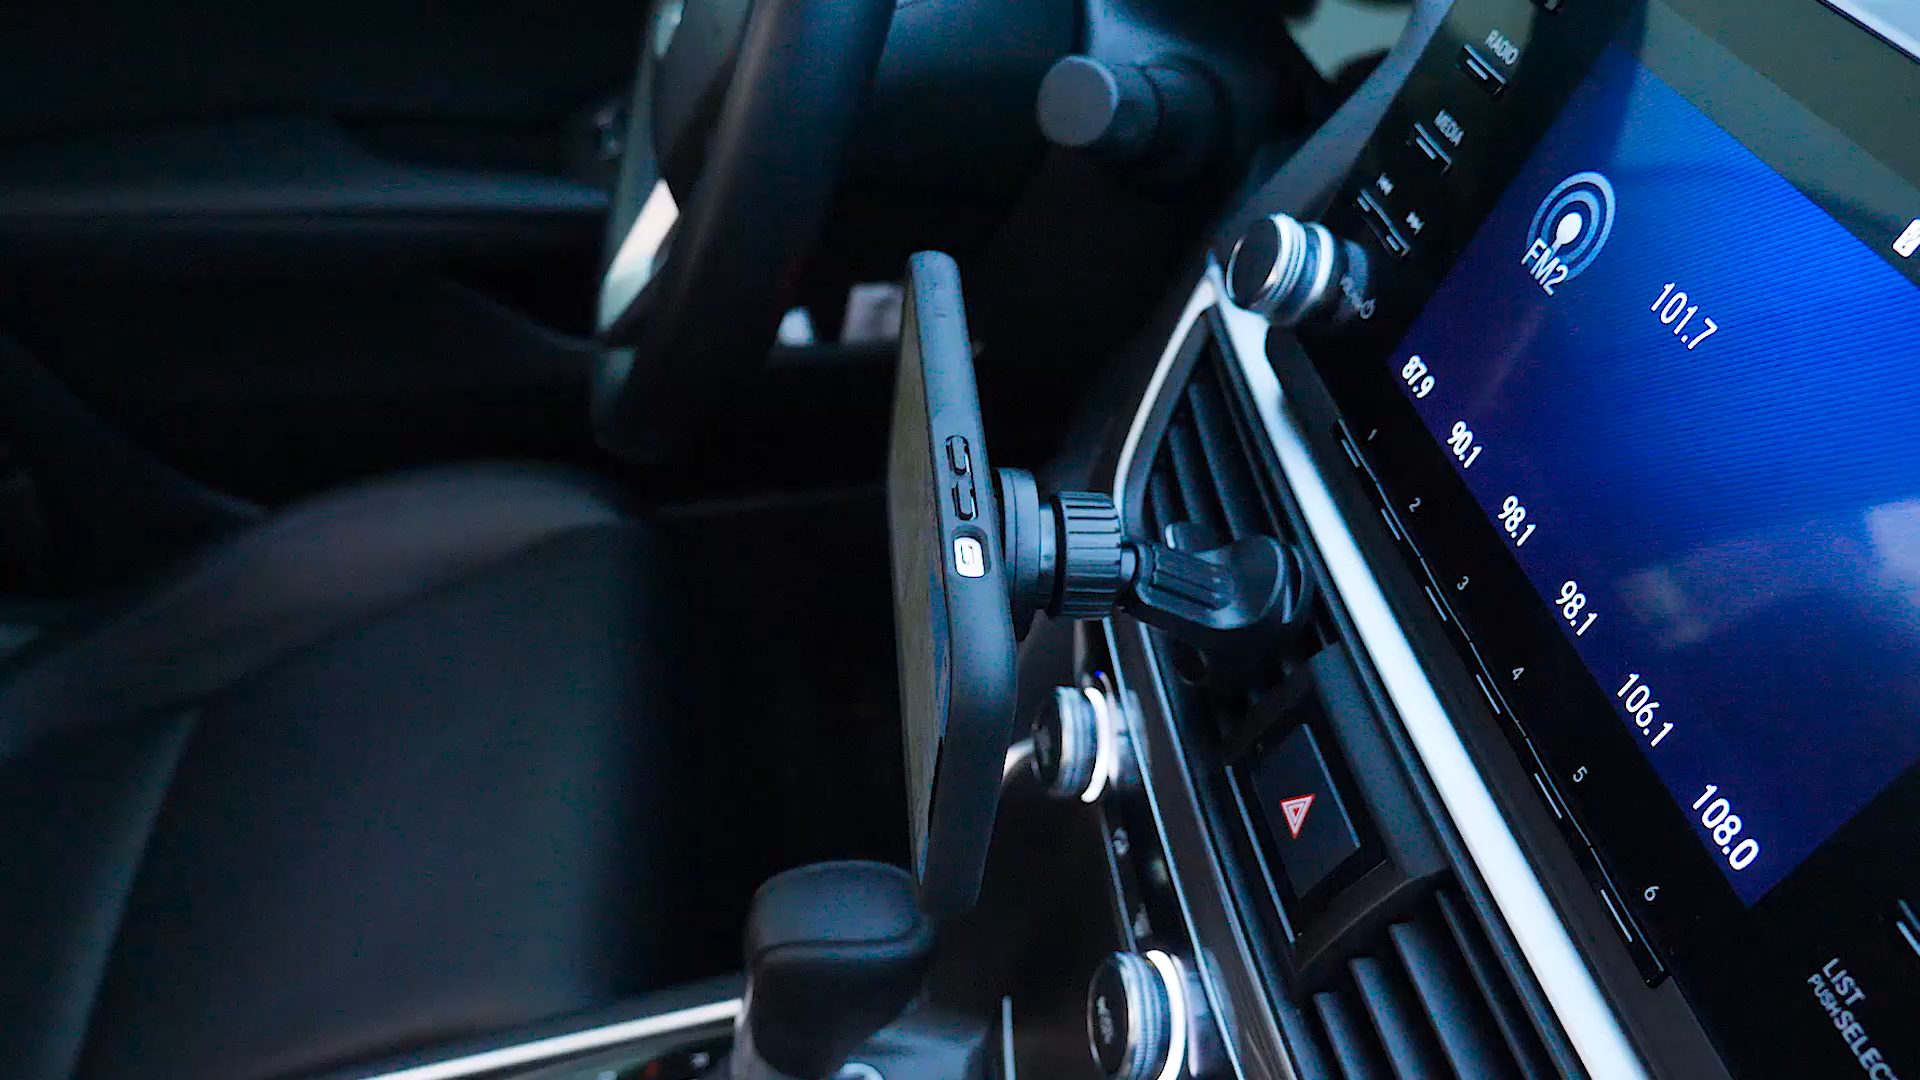 RADIO
MEDIA
FM2
101.7
87.9
90.1
98.1
98.1
106.1
108.0
1
2
3
4
5
6
LIST
PUSH SELECT